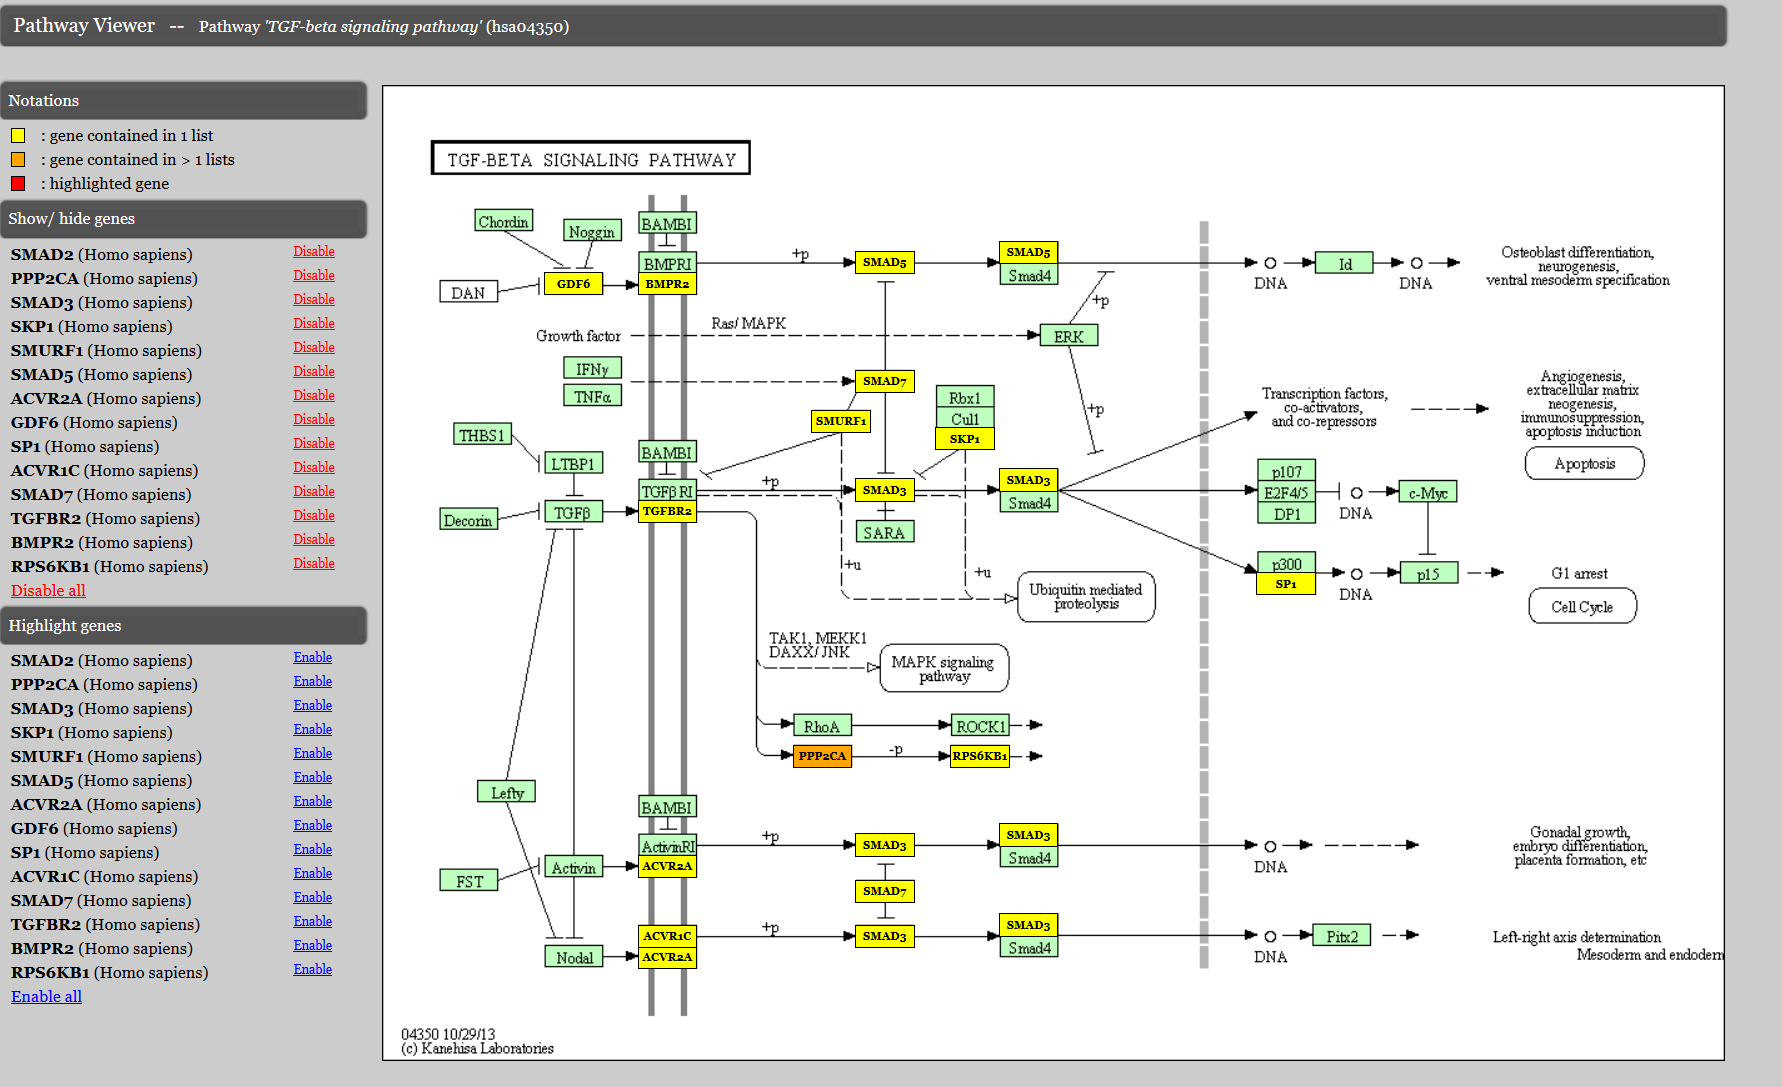 Pathway Viewer -- Pathway 'TGF-beta signaling pathway' (hsa04350)
Notations
: gene contained in 1 list
: gene contained in > 1 lists
: highlighted gene
Show/ hide genes
SMAD2 (Homo sapiens) Disable
PPP2CA (Homo sapiens) Disable
SMAD3 (Homo sapiens) Disable
SKP1 (Homo sapiens) Disable
SMURF1 (Homo sapiens) Disable
SMAD5 (Homo sapiens) Disable
ACVR2A (Homo sapiens) Disable
GDF6 (Homo sapiens) Disable
SP1 (Homo sapiens) Disable
ACVR1C (Homo sapiens) Disable
SMAD7 (Homo sapiens) Disable
TGFBR2 (Homo sapiens) Disable
BMPR2 (Homo sapiens) Disable
RPS6KB1 (Homo sapiens) Disable
Disable all
Highlight genes
SMAD2 (Homo sapiens) Enable
PPP2CA (Homo sapiens) Enable
SMAD3 (Homo sapiens) Enable
SKP1 (Homo sapiens) Enable
SMURF1 (Homo sapiens) Enable
SMAD5 (Homo sapiens) Enable
ACVR2A (Homo sapiens) Enable
GDF6 (Homo sapiens) Enable
SP1 (Homo sapiens) Enable
ACVR1C (Homo sapiens) Enable
SMAD7 (Homo sapiens) Enable
TGFBR2 (Homo sapiens) Enable
BMPR2 (Homo sapiens) Enable
RPS6KB1 (Homo sapiens) Enable
Enable all
TGF-BETA SIGNALING PATHWAY
Chordin
Noggin
BAMBI
BMPRI
GDF6
BMPR2
DAN
+p
SMAD5
SMAD5
Smad4
DNA
Id
DNA
Osteoblast differentiation,
neurogenesis,
ventral mesoderm specification
Growth factor
Ras/ MAPK
ERK
+p
+p
IFNγ
TNFα
SMAD7
SMURF1
Rbx1
Cul1
SKP1
Transcription factors,
co-activators,
and co-repressors
Angiogenesis,
extracellular matrix
neogenesis,
immunosuppression,
apoptosis induction
Apoptosis
THBS1
LTBP1
BAMBI
Decorin
TGFβ
TGFβ RI
TGFBR2
+p
SMAD3
SARA
SMAD3
Smad4
p107
E2F4/5
DP1
DNA
c-Myc
p300
SP1
DNA
p15
G1 arrest
Cell Cycle
+u
+u
Ubiquitin mediated
proteolysis
TAK1, MEKK1
DAXX/ JNK
MAPK signaling
pathway
RhoA
ROCK1
PPP2CA
-p
RPS6KB1
Lefty
BAMBI
ActivinRI
ACVR2A
FST
Activin
+p
SMAD3
SMAD3
Smad4
DNA
Gonadal growth,
embryo differentiation,
placenta formation, etc
SMAD7
Nodal
ACVR1C
ACVR2A
+p
SMAD3
SMAD3
Smad4
DNA
Pitx2
Left-right axis determination
Mesoderm and endoderm
04350 10/29/13
(c) Kanehisa Laboratories